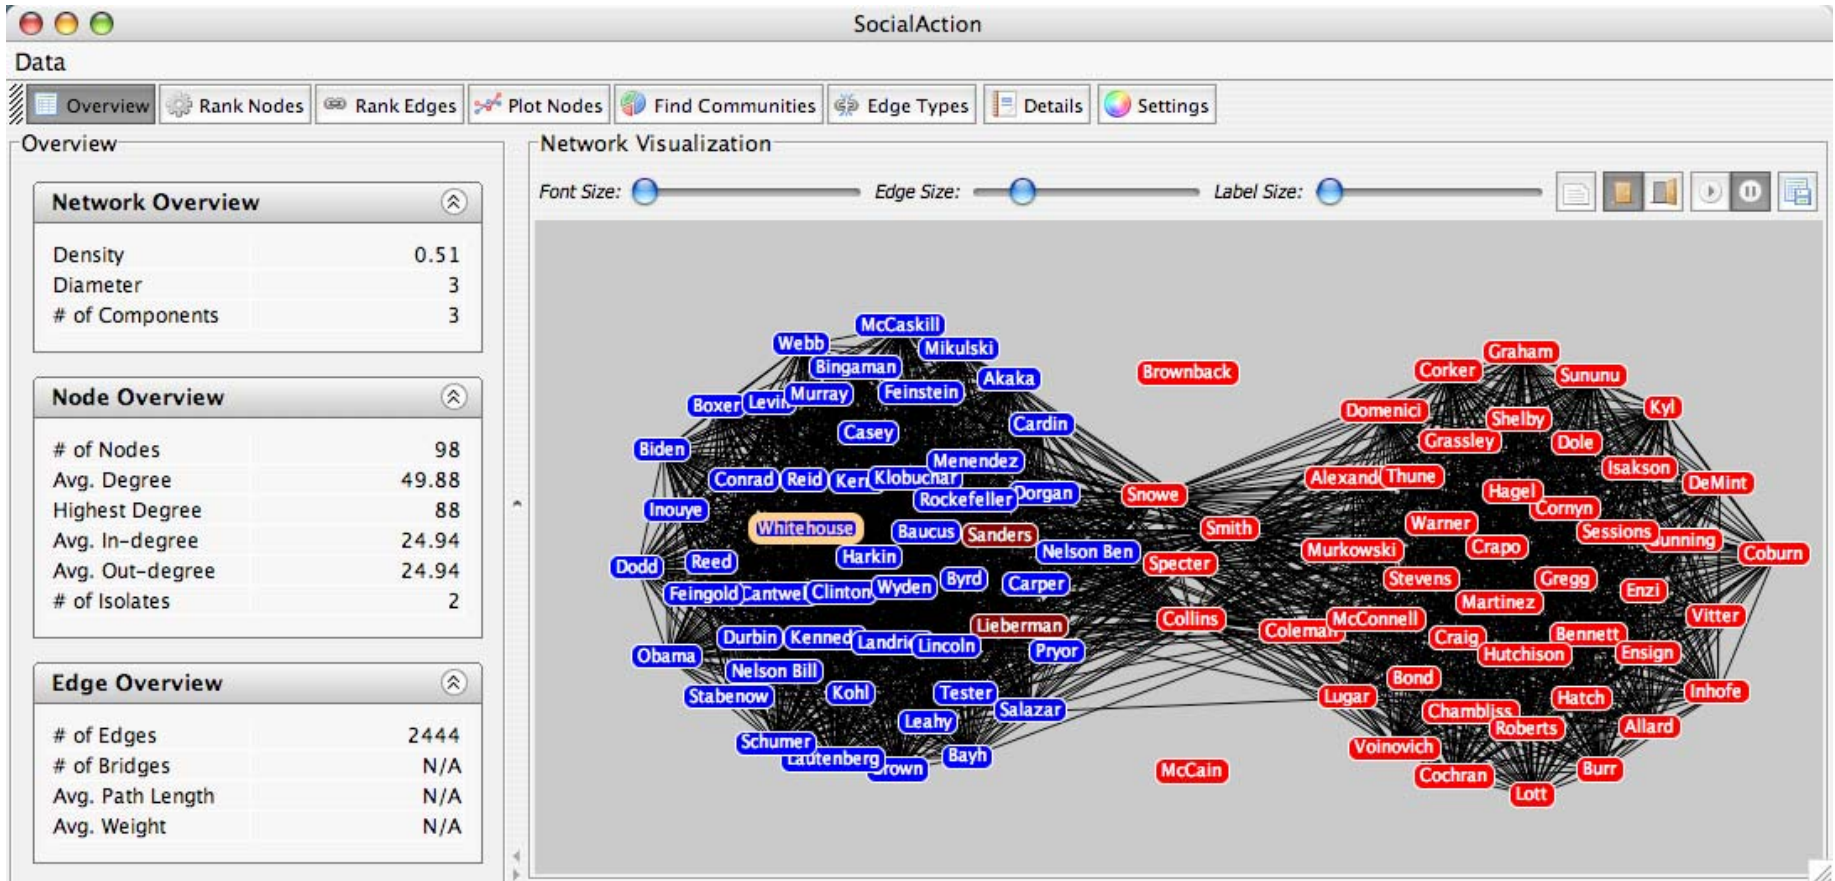 SocialAction
Data
Overview Rank Nodes Rank Edges Plot Nodes Find Communities Edge Types Details Settings
Overview
Network Overview
Density 0.51
Diameter 3
# of Components 3
Node Overview
# of Nodes 98
Avg. Degree 49.88
Highest Degree 88
Avg. In-degree 24.94
Avg. Out-degree 24.94
# of Isolates 2
Edge Overview
# of Edges 2444
# of Bridges N/A
Avg. Path Length N/A
Avg. Weight N/A
Network Visualization
Font Size: Edge Size: Label Size:
McCaskill
Webb
Mikulski
Bingaman
Akaka
Boxer
Levin
Murray
Feinstein
Casey
Cardin
Biden
Menendez
Conrad
Reid
Klobuchar
Rockefeller
Dorgan
Inouye
Whitehouse
Baucus
Sanders
Nelson Ben
Harkin
Reed
Dodd
Feingold
Clinton
Wyden
Byrd
Carper
Lieberman
Durbin
Lincoln
Pryor
Obama
Nelson Bill
Stabenow
Kohl
Tester
Salazar
Leahy
Schumer
Lautenberg
Bayh
Brownback
Snowe
Smith
Specter
Collins
McCain
Graham
Corker
Sununu
Domenici
Shelby
Kyl
Grassley
Dole
Isakson
Thune
Hagel
DeMint
Cornyn
Warner
Sessions
Murkowski
Crapo
Coburn
Stevens
Gregg
Enzi
Martinez
Vitter
Coleman
McConnell
Craig
Bennett
Hutchison
Ensign
Bond
Lugar
Hatch
Inhofe
Chambliss
Roberts
Allard
Voinovich
Cochran
Burr
Lott